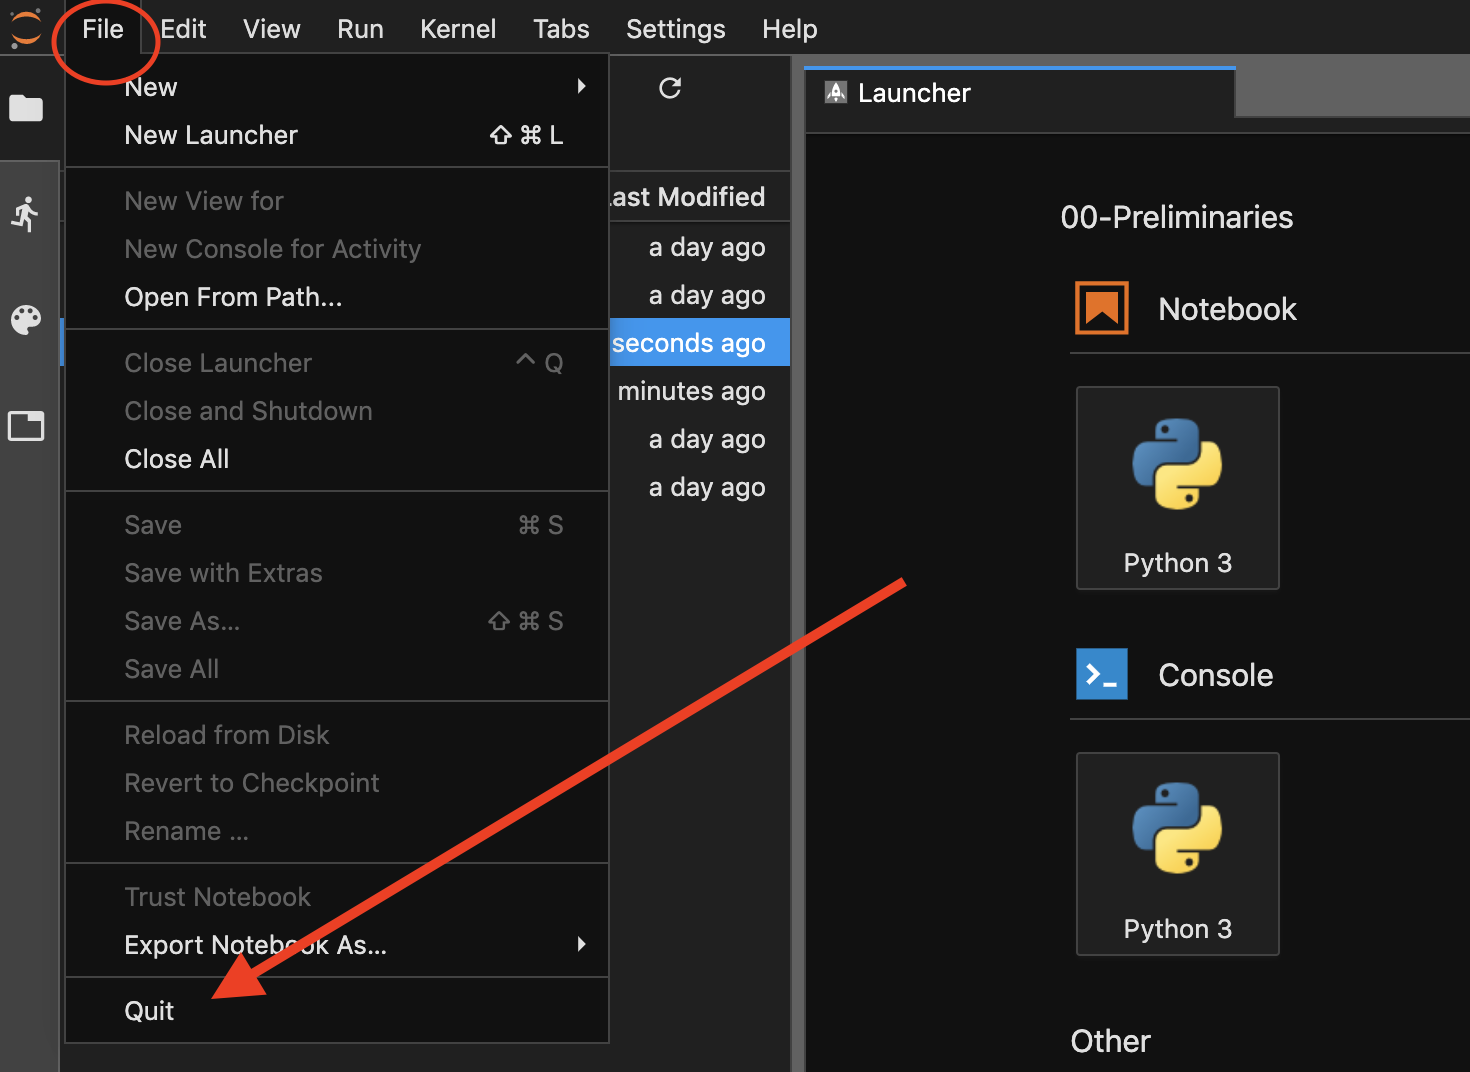 File Edit View Run Kernel Tabs Settings Help
New
New Launcher ⇧ ⌘ L
New View for
New Console for Activity
Open From Path...
Close Launcher ^ Q
Close and Shutdown
Close All
Save ⌘ S
Save with Extras
Save As... ⇧ ⌘ S
Save All
Reload from Disk
Revert to Checkpoint
Rename ...
Trust Notebook
Export Notebook As...
Quit
Last Modified
a day ago
a day ago
seconds ago
minutes ago
a day ago
a day ago
Launcher
00-Preliminaries
Notebook
Python 3
>_ Console
Python 3
Other